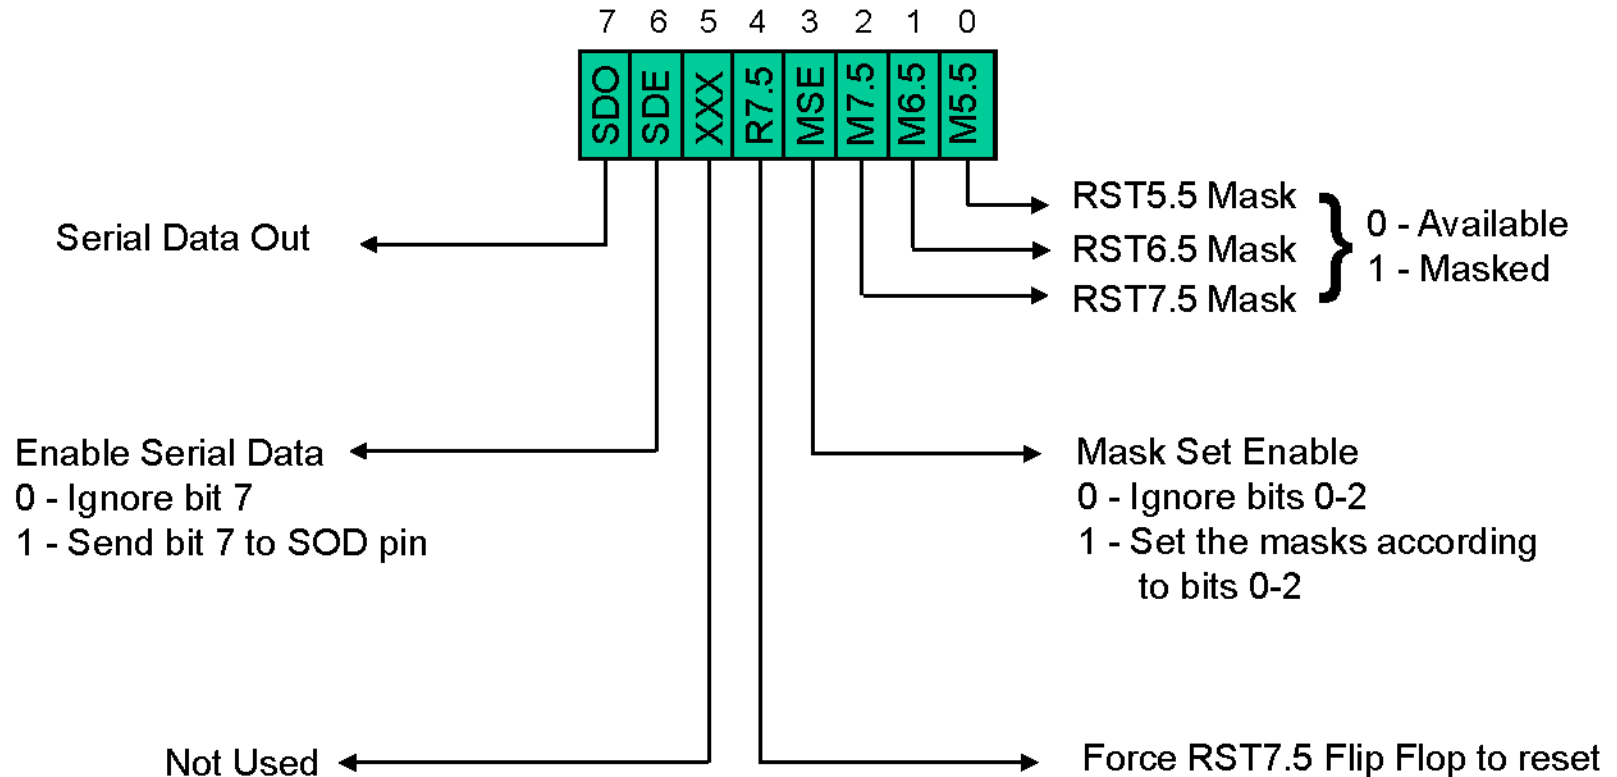 7 6 5 4 3 2 1 0
SDO SDE XXX R7.5 MSE M7.5 M6.5 M5.5
RST5.5 Mask
RST6.5 Mask
RST7.5 Mask
0 - Available
1 - Masked
Serial Data Out
Enable Serial Data
0 - Ignore bit 7
1 - Send bit 7 to SOD pin
Mask Set Enable
0 - Ignore bits 0-2
1 - Set the masks according
to bits 0-2
Not Used
Force RST7.5 Flip Flop to reset